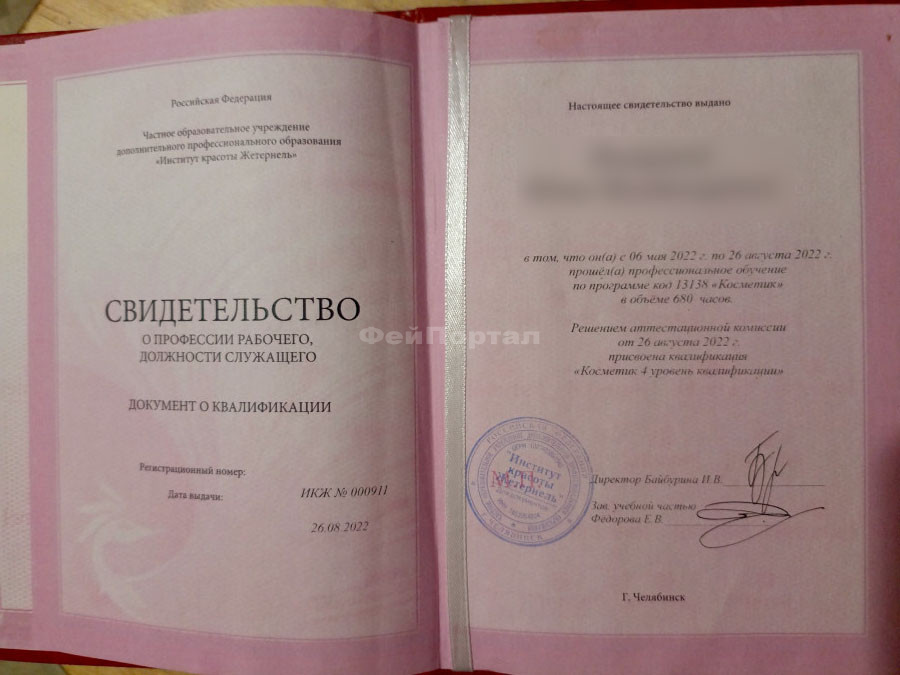 Российская Федерация
Частное образовательное учреждение
дополнительного профессионального образования
«Институт красоты Жетернель»
СВИДЕТЕЛЬСТВО
О ПРОФЕССИИ РАБОЧЕГО,
ДОЛЖНОСТИ СЛУЖАЩЕГО
ДОКУМЕНТ О КВАЛИФИКАЦИИ
Регистрационный номер:
ИКЖ № 000911
Дата выдачи:
26.08.2022
ФейПортал
Настоящее свидетельство выдано
в том, что он(а) с 06 мая 2022 г. по 26 августа 2022 г.
прошёл(а) профессиональное обучение
по программе код 13138 «Косметик»
в объёме 680 часов.
Решением аттестационной комиссии
от 26 августа 2022 г.
присвоена квалификация
«Косметик 4 уровень квалификации»
Институт
красоты
Жетернель
Директор Байбурина И.В.
Зав. учебной частью
Фёдорова Е.В.
Г. Челябинск